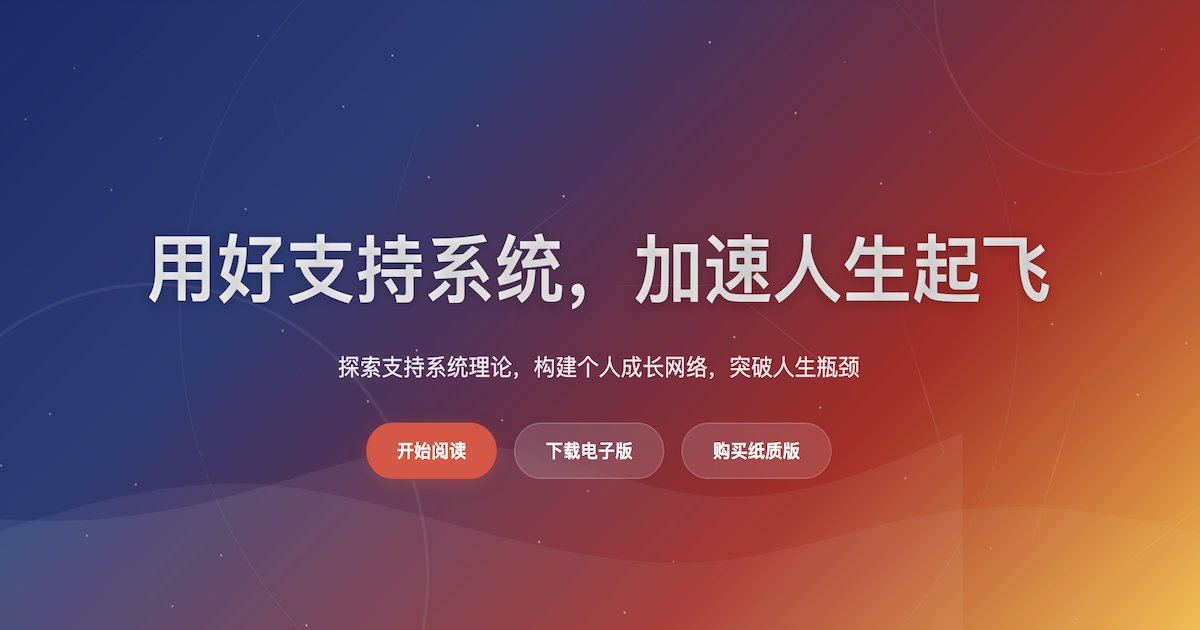 用好支持系统，加速人生起飞
探索支持系统理论，构建个人成长网络，突破人生瓶颈
开始阅读
下载电子版
购买纸质版